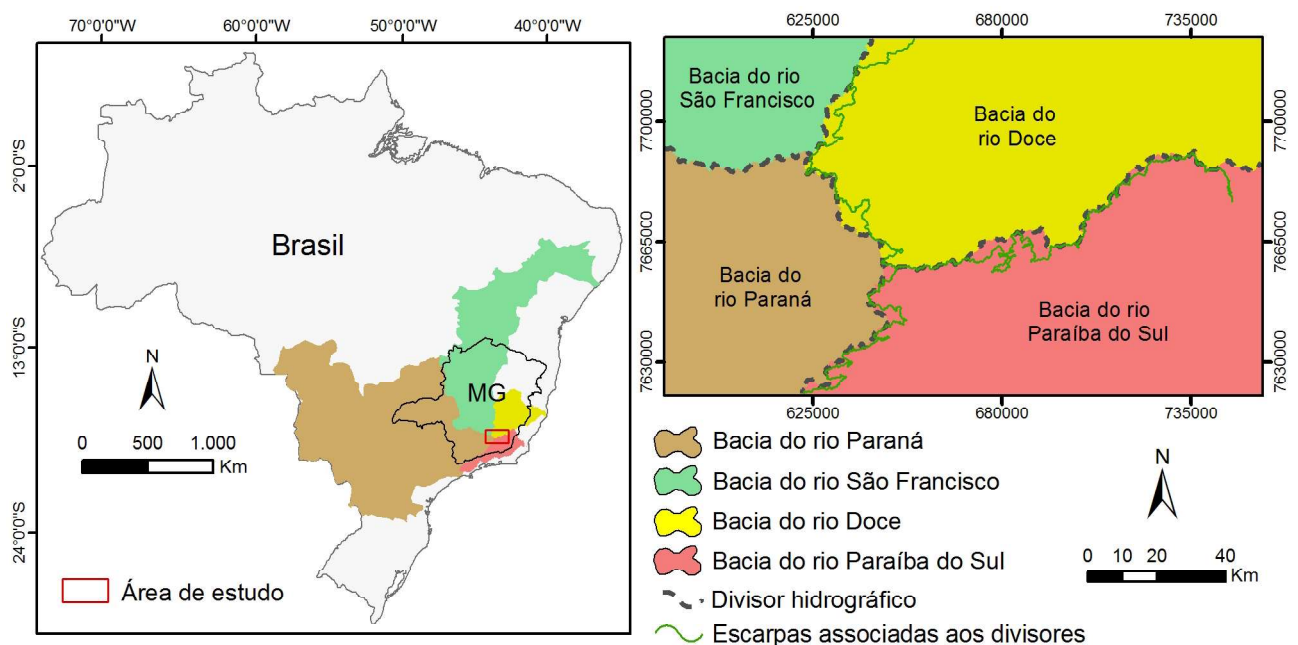 70°0'0"W
60°0'0"W
50°0'0"W
40°0'0"W
2°0'0"S
13°0'0"S
24°0'0"S
Brasil
MG
N
0 500 1.000
Km
Área de estudo
625000 680000 735000
7700000
7665000
7630000
Bacia do rio
São Francisco
Bacia do
rio Doce
Bacia do
rio Paraná
Bacia do rio
Paraíba do Sul
7700000
7665000
7630000
625000 680000 735000
Bacia do rio Paraná
Bacia do rio São Francisco
Bacia do rio Doce
Bacia do rio Paraíba do Sul
Divisor hidrográfico
Escarpas associadas aos divisores
N
0 10 20 40
Km